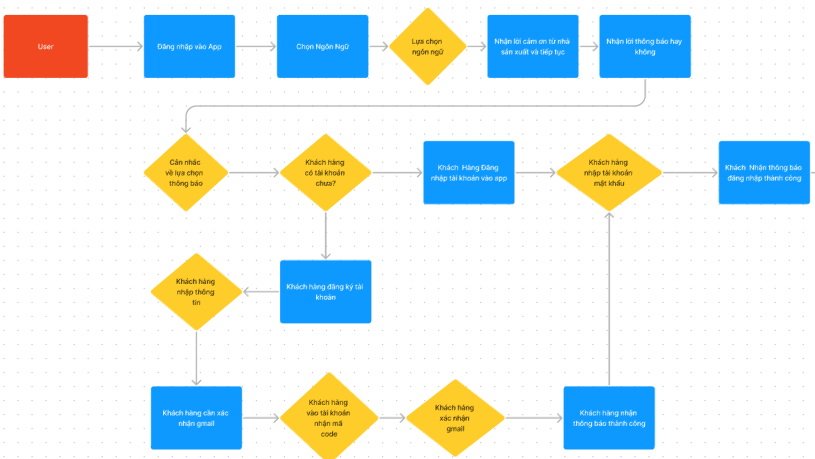 User
Đăng nhập vào App
Chọn Ngôn Ngữ
Lựa chọn
ngôn ngữ
Nhận lời cảm ơn từ nhà
sản xuất và tiếp tục
Nhận lời thông báo hay
không
Cân nhắc
về lựa chọn
thông báo
Khách hàng
có tài khoản
chưa?
Khách Hàng Đăng
nhập tài khoản vào app
Khách hàng
nhập tài khoản
mật khẩu
Khách Nhận thông báo
đăng nhập thành công
Khách hàng
nhập thông
tin
Khách hàng đăng ký tài
khoản
Khách hàng cần xác
nhận gmail
Khách hàng
vào tài khoản
nhận mã
code
Khách hàng
xác nhận
gmail
Khách hàng nhận
thông báo thành công